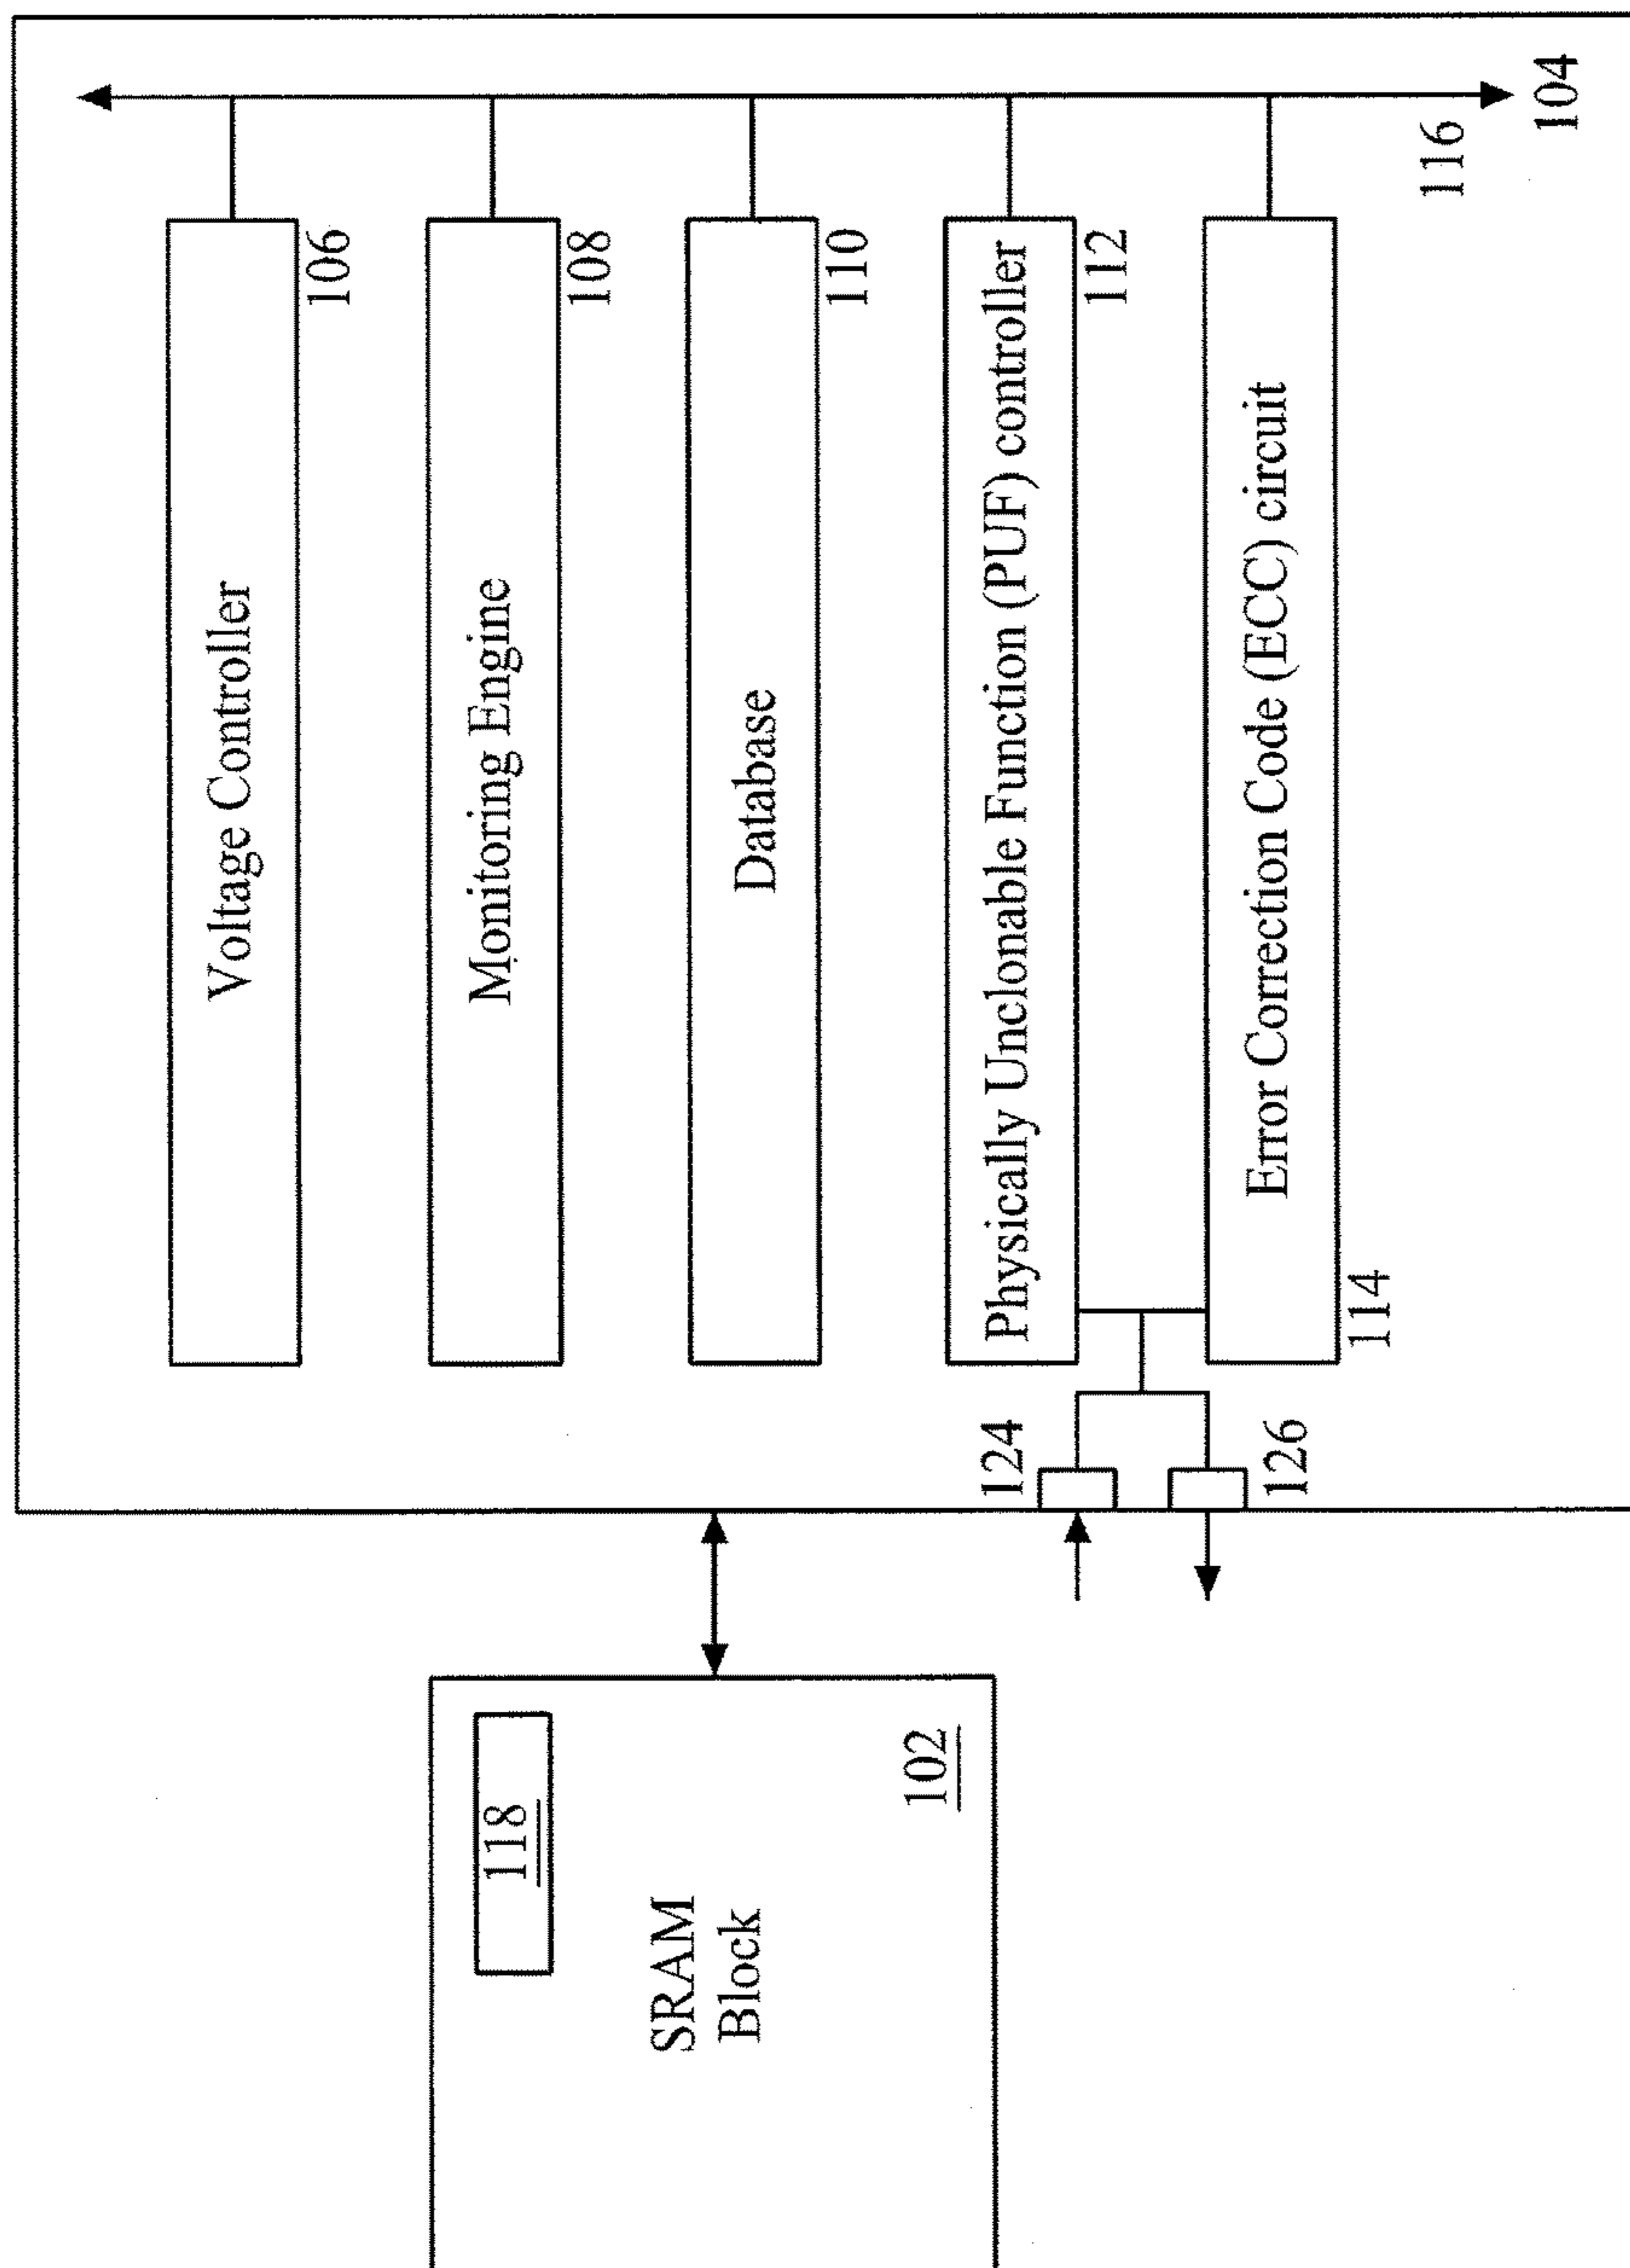 SRAM
Block
118
102
Voltage Controller
106
Monitoring Engine
108
Database
110
Physically Unclonable Function (PUF) controller
112
Error Correction Code (ECC) circuit
114
124
126
116
104